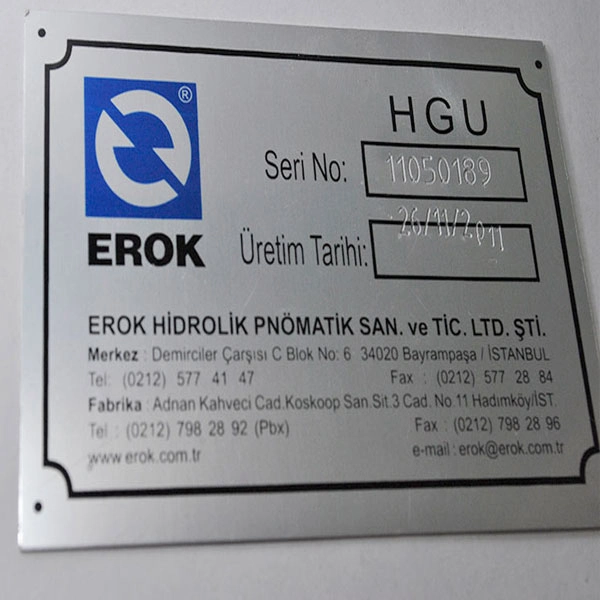 HGU
Seri No: 11050189
Üretim Tarihi: 26/11/2011
®
EROK
EROK HİDROLİK PNÖMATİK SAN. ve TİC. LTD. ŞTİ.
Merkez : Demirciler Çarşısı C Blok No: 6 34020 Bayrampaşa / İSTANBUL
Tel: (0212) 577 41 47 Fax : (0212) 577 28 84
Fabrika : Adnan Kahveci Cad.Koskoop San.Sit.3 Cad. No.11 Hadımköy/İST.
Tel : (0212) 798 28 92 (Pbx) Fax : (0212) 798 28 96
www.erok.com.tr e-mail : erok@erok.com.tr